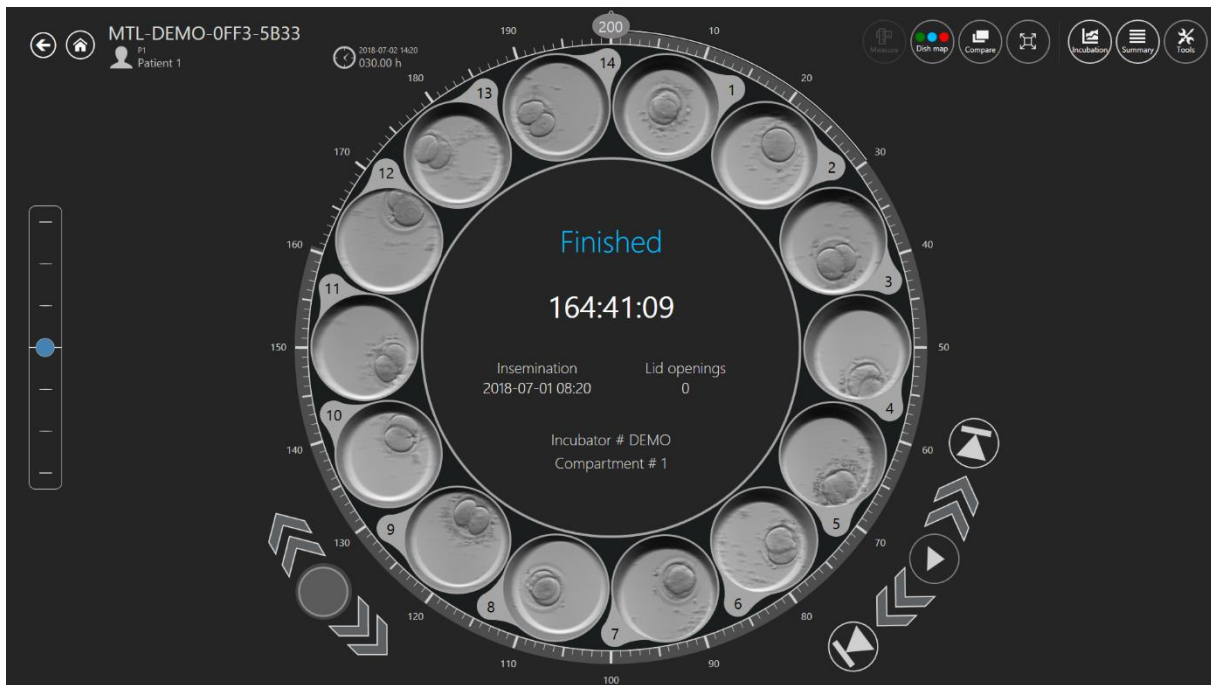 MTL-DEMO-0FF3-5B33
P1
Patient 1
2018-07-02 14:20
030.00 h
Measure
Dish map
Compare
Incubation
Summary
Tools
200
10
20
30
40
50
60
70
80
90
100
110
120
130
140
150
160
170
180
190
1
2
3
4
5
6
7
8
9
10
11
12
13
14
Finished
164:41:09
Insemination Lid openings
2018-07-01 08:20 0
Incubator # DEMO
Compartment # 1